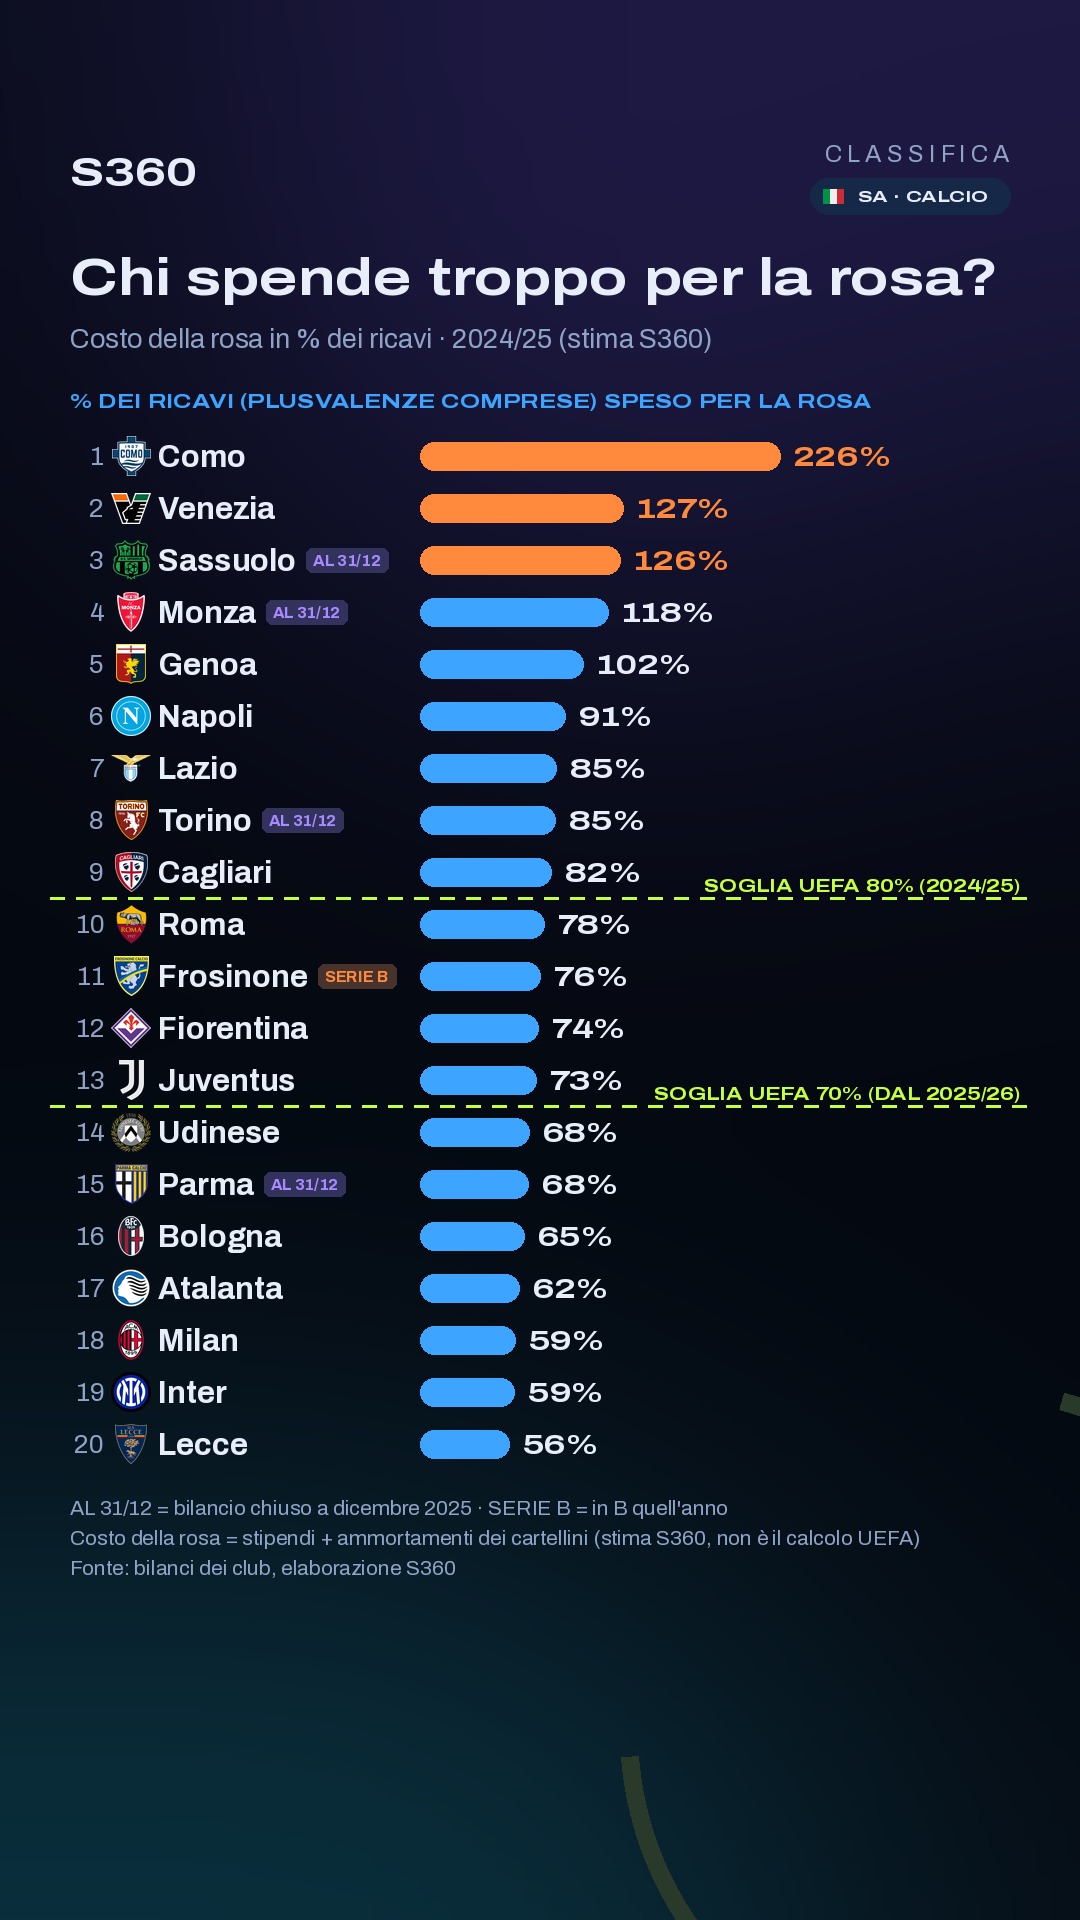 S360
CLASSIFICA
SA · CALCIO
Chi spende troppo per la rosa?
Costo della rosa in % dei ricavi · 2024/25 (stima S360)
% DEI RICAVI (PLUSVALENZE COMPRESE) SPESO PER LA ROSA
1 Como 226%
2 Venezia 127%
3 Sassuolo AL 31/12 126%
4 Monza AL 31/12 118%
5 Genoa 102%
6 Napoli 91%
7 Lazio 85%
8 Torino AL 31/12 85%
9 Cagliari 82%
SOGLIA UEFA 80% (2024/25)
10 Roma 78%
11 Frosinone SERIE B 76%
12 Fiorentina 74%
13 Juventus 73%
SOGLIA UEFA 70% (DAL 2025/26)
14 Udinese 68%
15 Parma AL 31/12 68%
16 Bologna 65%
17 Atalanta 62%
18 Milan 59%
19 Inter 59%
20 Lecce 56%
AL 31/12 = bilancio chiuso a dicembre 2025 · SERIE B = in B quell'anno
Costo della rosa = stipendi + ammortamenti dei cartellini (stima S360, non è il calcolo UEFA)
Fonte: bilanci dei club, elaborazione S360